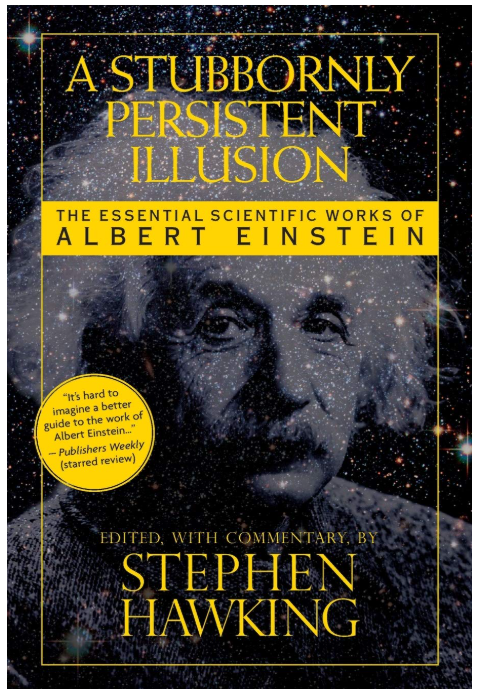 A STUBBORNLY
PERSISTENT
ILLUSION
THE ESSENTIAL SCIENTIFIC WORKS OF
ALBERT EINSTEIN
“It’s hard to
imagine a better
guide to the work of
Albert Einstein...”
— Publishers Weekly
(starred review)
EDITED, WITH COMMENTARY, BY
STEPHEN
HAWKING